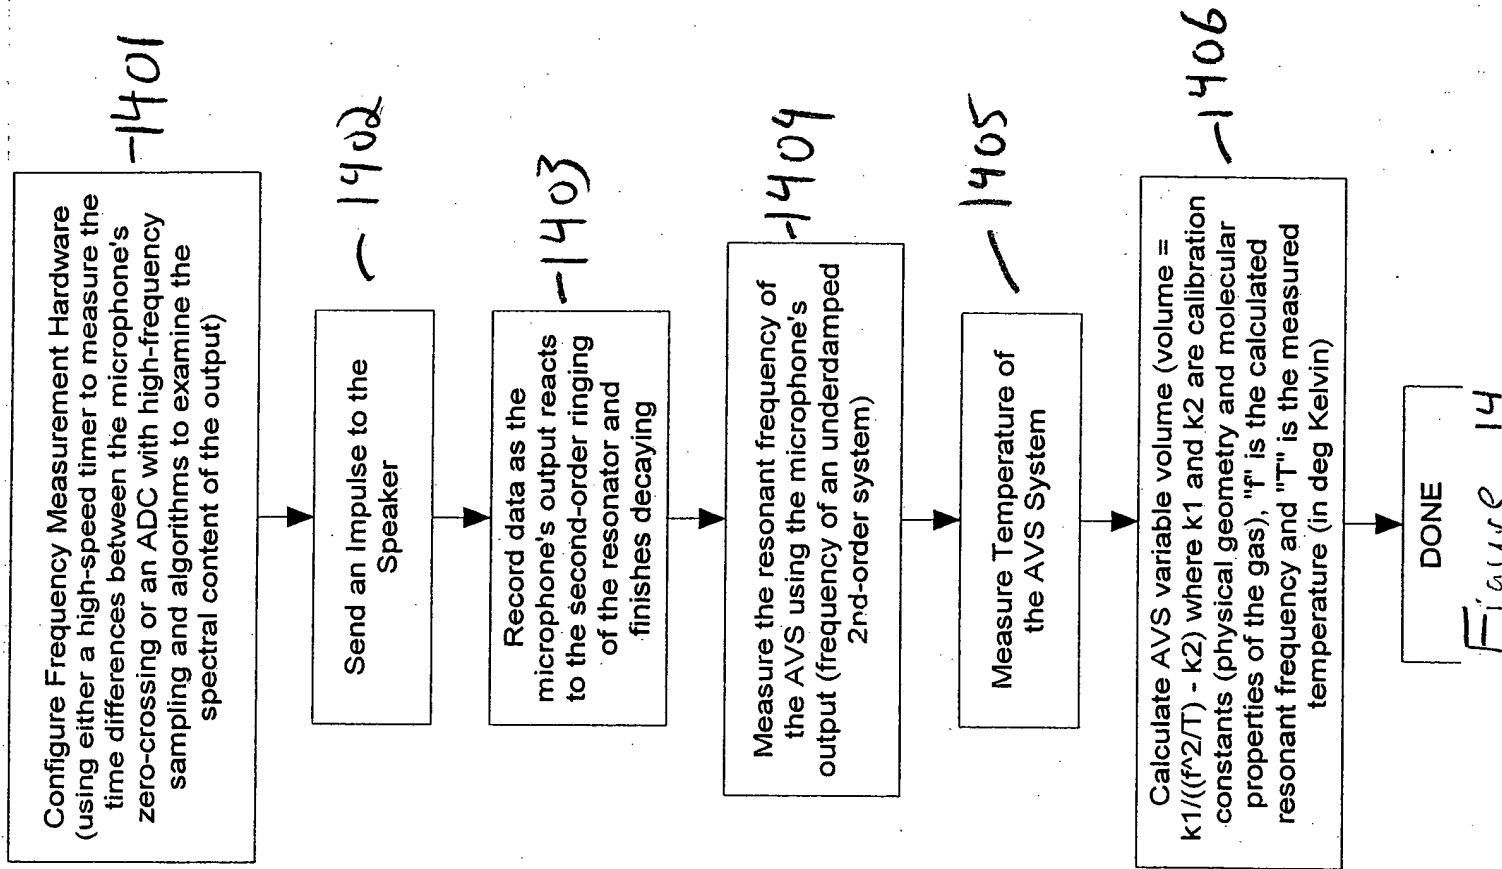 Configure Frequency Measurement Hardware
(using either a high-speed timer to measure the
time differences between the microphone's
zero-crossing or an ADC with high-frequency
sampling and algorithms to examine the
spectral content of the output)
-1401
Send an Impulse to the
Speaker
-1402
Record data as the
microphone's output reacts
to the second-order ringing
of the resonator and
finishes decaying
-1403
Measure the resonant frequency of
the AVS using the microphone's
output (frequency of an underdamped
2nd-order system)
-1404
Measure Temperature of
the AVS System
-1405
Calculate AVS variable volume (volume =
k1/((f^2/T) - k2) where k1 and k2 are calibration
constants (physical geometry and molecular
properties of the gas), "f" is the calculated
resonant frequency and "T" is the measured
temperature (in deg Kelvin)
-1406
DONE
Figure 14